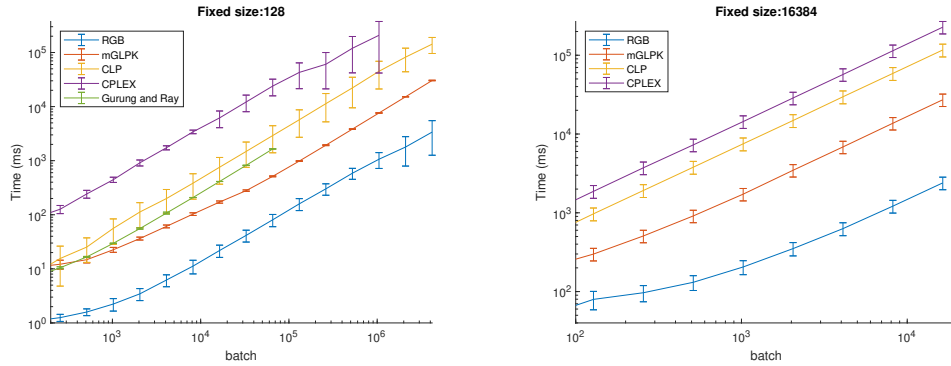 Fixed size:128
RGB
mGLPK
CLP
CPLEX
Gurung and Ray
Time (ms)
10^5
10^4
10^3
10^2
10^1
10^0
10^3
10^4
10^5
10^6
batch
Fixed size:16384
RGB
mGLPK
CLP
CPLEX
Time (ms)
10^5
10^4
10^3
10^2
10^2
10^3
10^4
batch